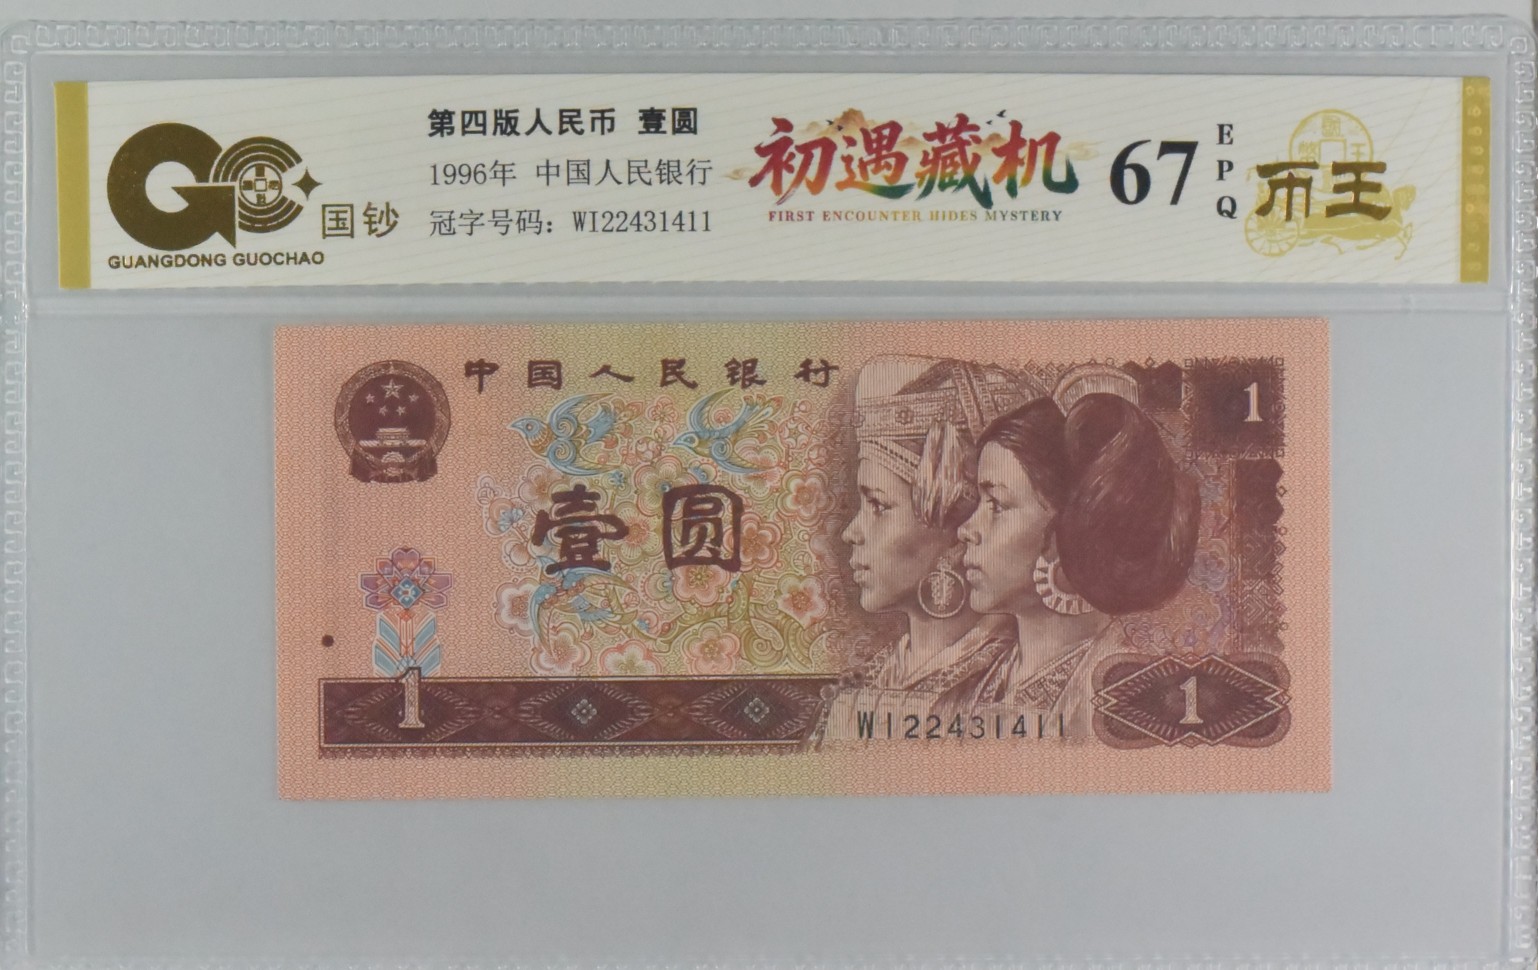 第四版人民币 壹圆
1996年 中国人民银行
冠字号码：WI22431411
国钞
GUANGDONG GUOCHAO
初遇藏机
FIRST ENCOUNTER HIDES MYSTERY
67
EPQ
币王
中国人民银行
1
壹圆
1
WI22431411
1